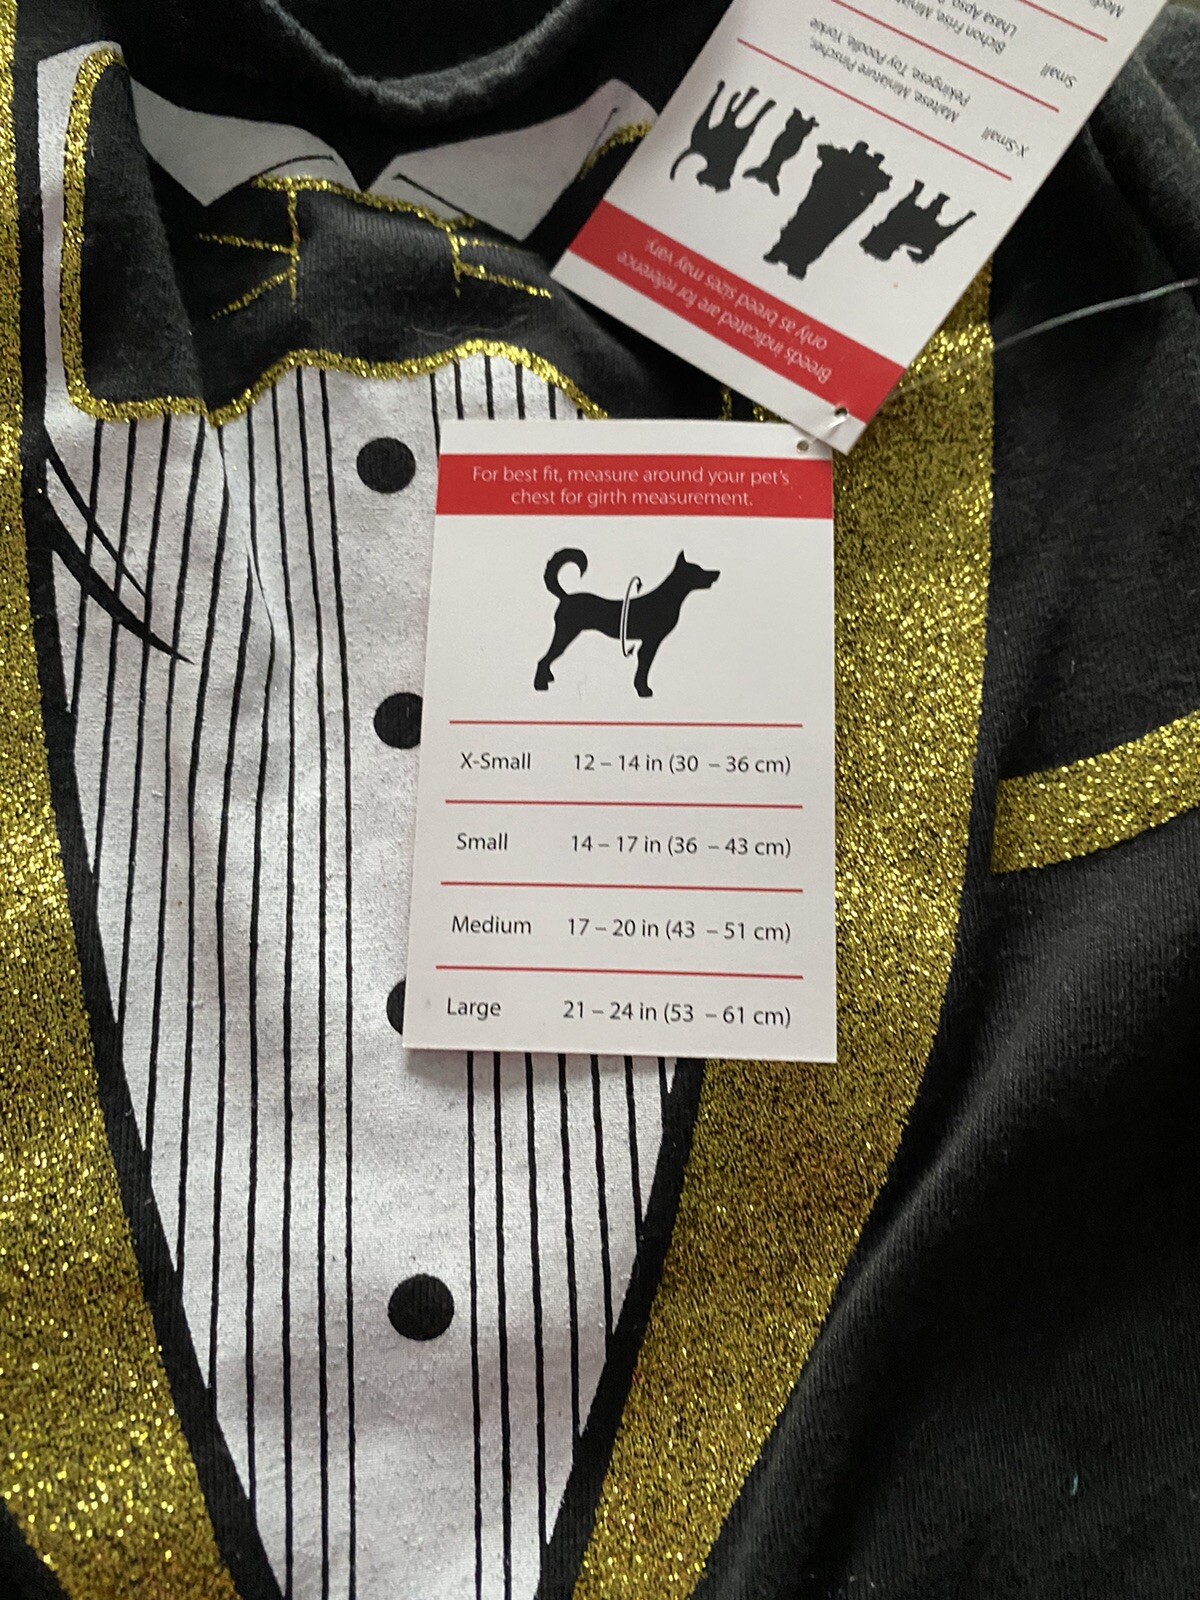 For best fit, measure around your pet's
chest for girth measurement.
X-Small 12 – 14 in (30 – 36 cm)
Small 14 – 17 in (36 – 43 cm)
Medium 17 – 20 in (43 – 51 cm)
Large 21 – 24 in (53 – 61 cm)
Breeds indicated are for reference
only as breed sizes may vary.
X-Small Maltese, Miniature Pinscher,
Pekingese, Toy Poodle, Yorkie
Small Bichon Frise,
Lhasa Apso,